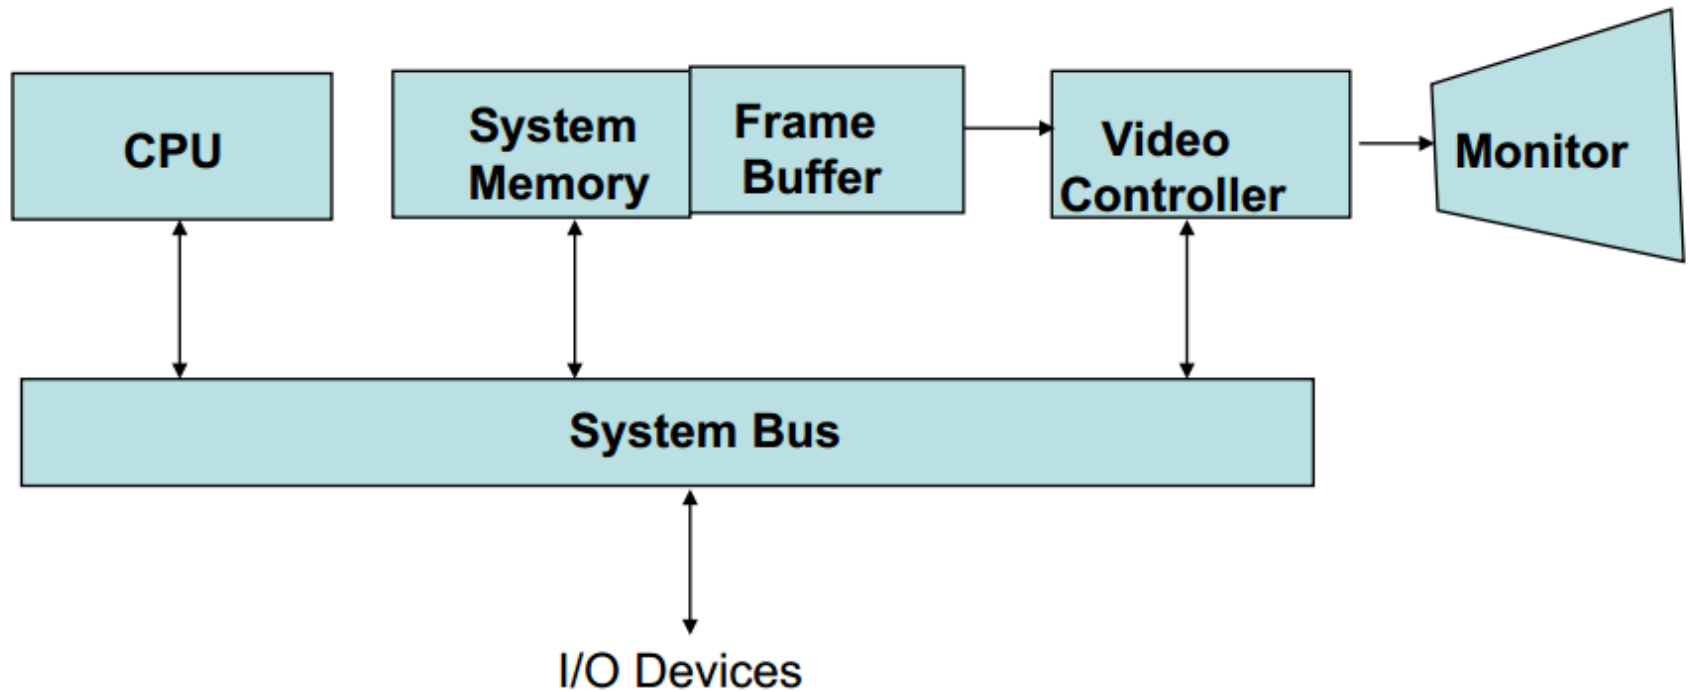 CPU
System
Memory
Frame
Buffer
Video
Controller
Monitor
System Bus
I/O Devices